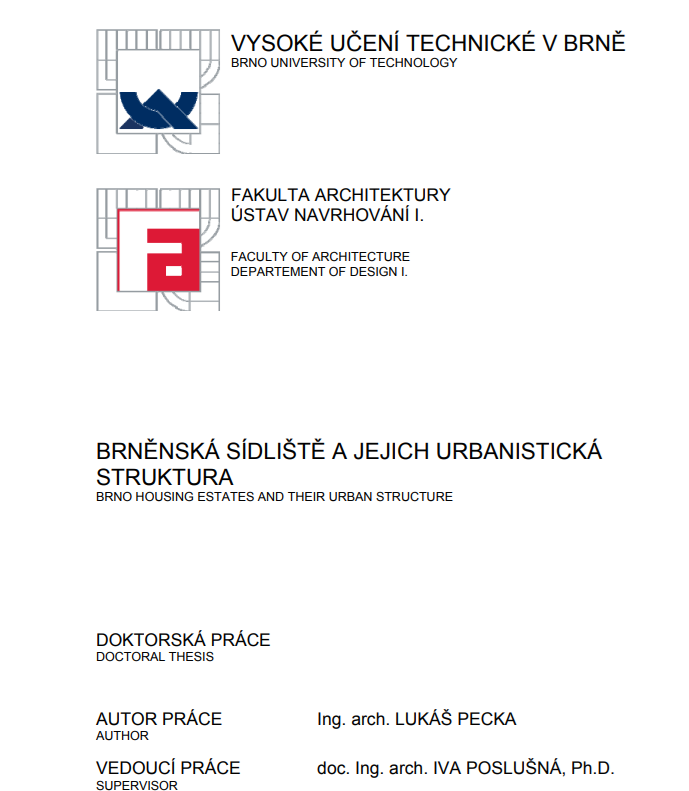 VYSOKÉ UČENÍ TECHNICKÉ V BRNĚ
BRNO UNIVERSITY OF TECHNOLOGY
FAKULTA ARCHITEKTURY
ÚSTAV NAVRHOVÁNÍ I.
FACULTY OF ARCHITECTURE
DEPARTEMENT OF DESIGN I.
BRNĚNSKÁ SÍDLIŠTĚ A JEJICH URBANISTICKÁ
STRUKTURA
BRNO HOUSING ESTATES AND THEIR URBAN STRUCTURE
DOKTORSKÁ PRÁCE
DOCTORAL THESIS
AUTOR PRÁCE Ing. arch. LUKÁŠ PECKA
AUTHOR
VEDOUCÍ PRÁCE doc. Ing. arch. IVA POSLUŠNÁ, Ph.D.
SUPERVISOR